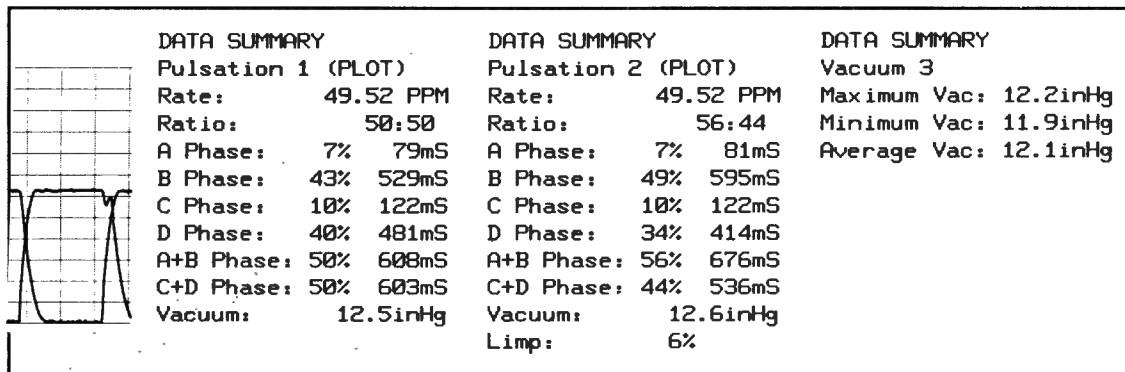 DATA SUMMARY
Pulsation 1 (PLOT)
Rate: 49.52 PPM
Ratio: 50:50
A Phase: 7% 79mS
B Phase: 43% 529mS
C Phase: 10% 122mS
D Phase: 40% 481mS
A+B Phase: 50% 608mS
C+D Phase: 50% 603mS
Vacuum: 12.5inHg
DATA SUMMARY
Pulsation 2 (PLOT)
Rate: 49.52 PPM
Ratio: 56:44
A Phase: 7% 81mS
B Phase: 49% 595mS
C Phase: 10% 122mS
D Phase: 34% 414mS
A+B Phase: 56% 676mS
C+D Phase: 44% 536mS
Vacuum: 12.6inHg
Limp: 6%
DATA SUMMARY
Vacuum 3
Maximum Vac: 12.2inHg
Minimum Vac: 11.9inHg
Average Vac: 12.1inHg